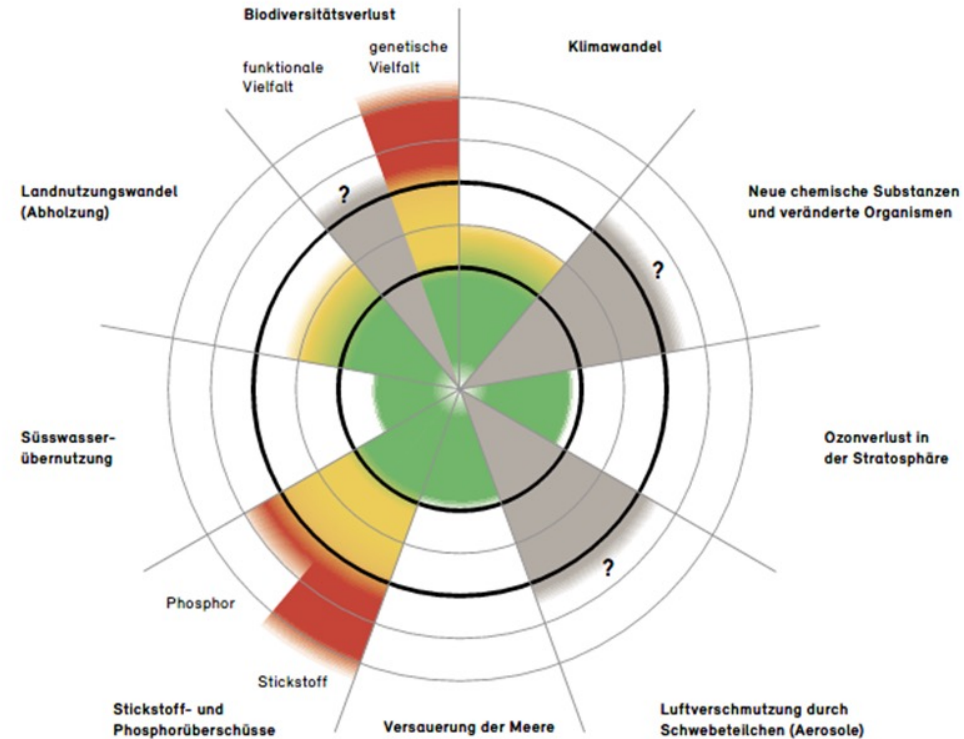 Biodiversitätsverlust
genetische
Vielfalt
funktionale
Vielfalt
Klimawandel
?
Landnutzungswandel
(Abholzung)
Neue chemische Substanzen
und veränderte Organismen
?
Süsswasser-
übernutzung
Ozonverlust in
der Stratosphäre
?
Phosphor
Stickstoff
Stickstoff- und
Phosphorüberschüsse
Versauerung der Meere
Luftverschmutzung durch
Schwebeteilchen (Aerosole)